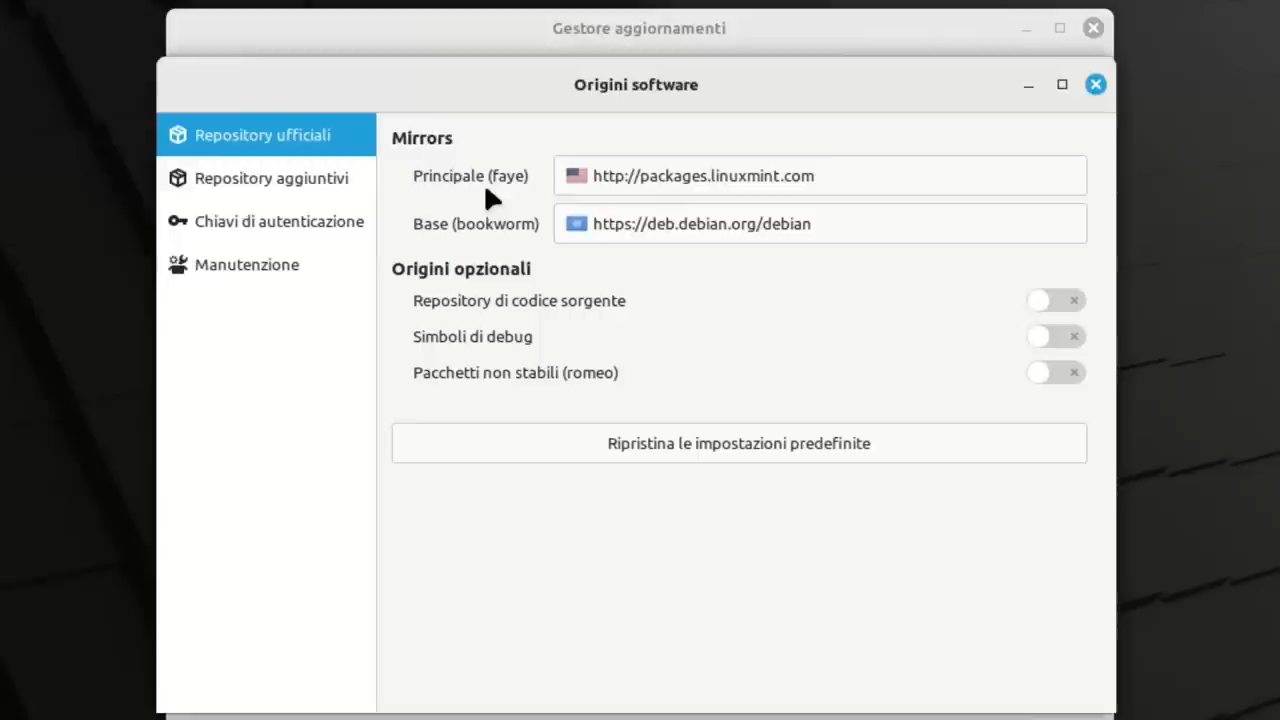 Gestore aggiornamenti
Origini software
Repository ufficiali
Repository aggiuntivi
Chiavi di autenticazione
Manutenzione
Mirrors
Principale (faye) http://packages.linuxmint.com
Base (bookworm) https://deb.debian.org/debian
Origini opzionali
Repository di codice sorgente
Simboli di debug
Pacchetti non stabili (romeo)
Ripristina le impostazioni predefinite